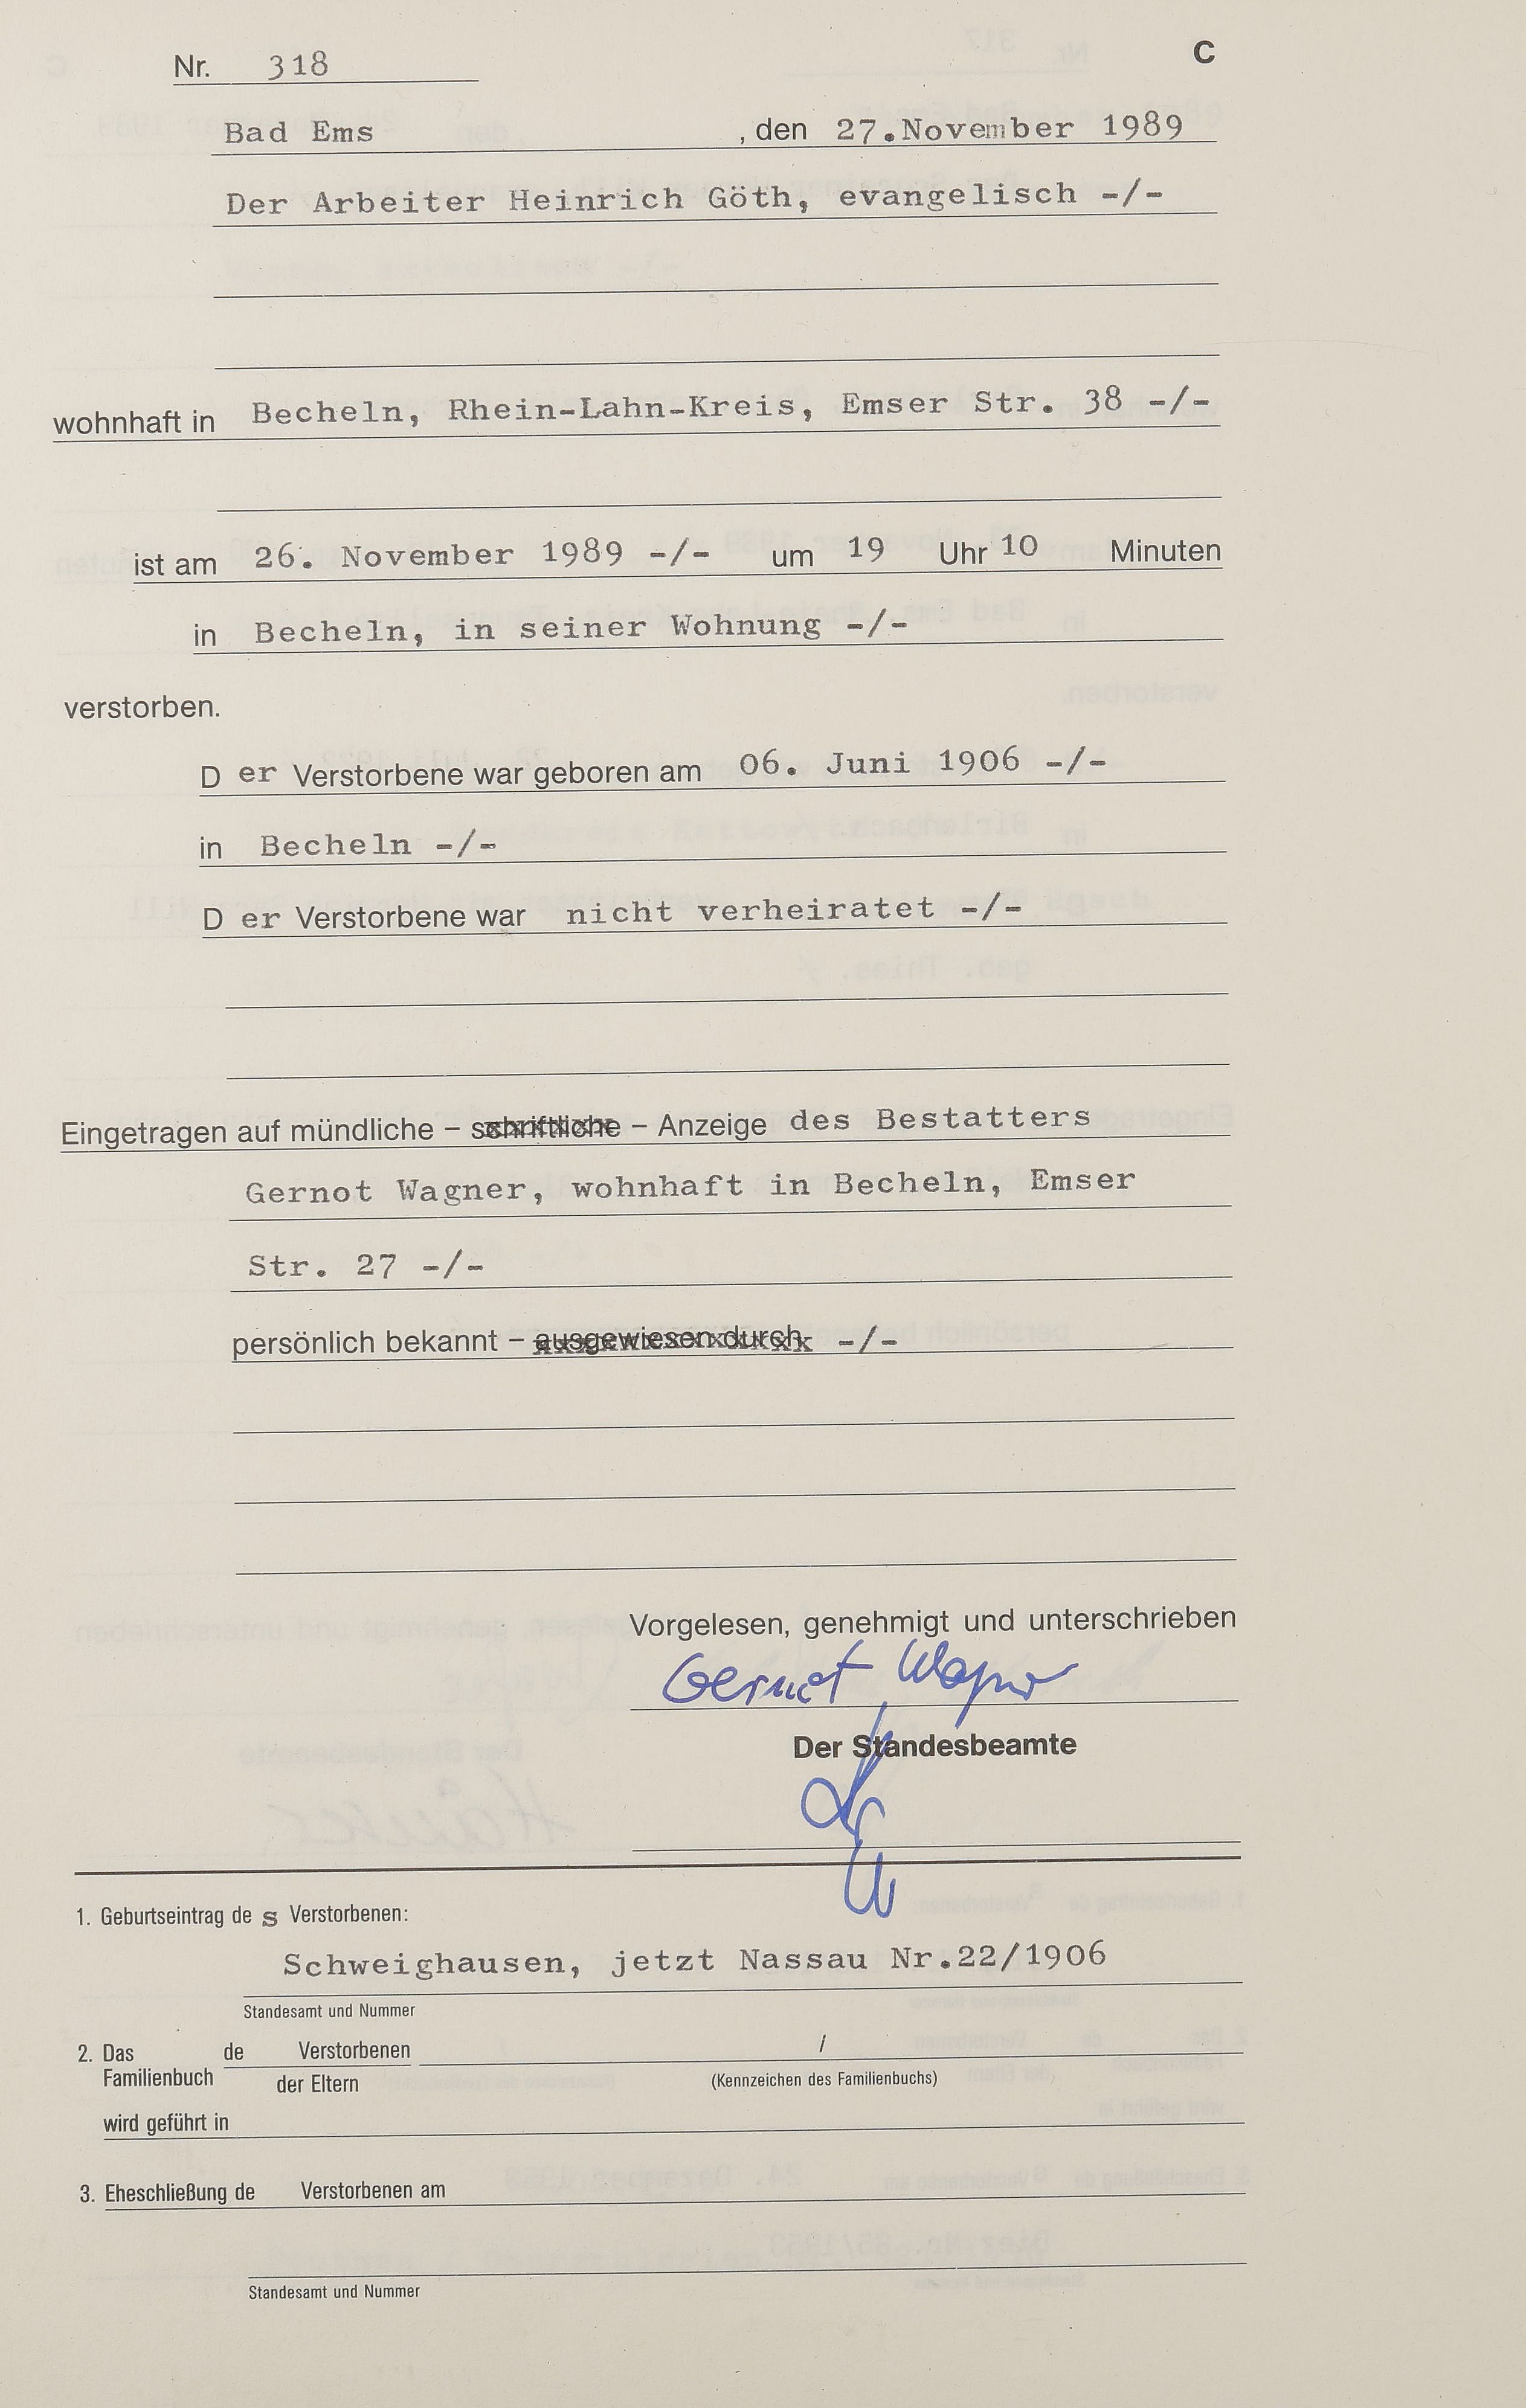 Nr. 318 C
Bad Ems , den 27.November 1989
Der Arbeiter Heinrich Göth, evangelisch -/-
wohnhaft in Becheln, Rhein-Lahn-Kreis, Emser Str. 38 -/-
ist am 26. November 1989 -/- um 19 Uhr 10 Minuten
in Becheln, in seiner Wohnung -/-
verstorben.
D er Verstorbene war geboren am 06. Juni 1906 -/-
in Becheln -/-
D er Verstorbene war nicht verheiratet -/-
Eingetragen auf mündliche – schriftliche – Anzeige des Bestatters
Gernot Wagner, wohnhaft in Becheln, Emser
Str. 27 -/-
persönlich bekannt – ausgewiesen durch -/-
Vorgelesen, genehmigt und unterschrieben
Gernot Wagner
Der Standesbeamte
1. Geburtseintrag de s Verstorbenen:
Schweighausen, jetzt Nassau Nr.22/1906
Standesamt und Nummer
2. Das de Verstorbenen /
Familienbuch der Eltern (Kennzeichen des Familienbuchs)
wird geführt in
3. Eheschließung de Verstorbenen am
Standesamt und Nummer